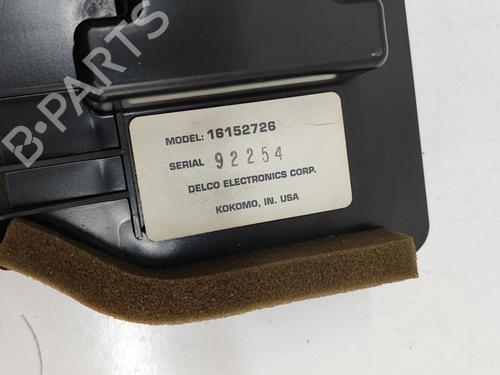 B-PARTS
MODEL: 16152726
SERIAL 92254
DELCO ELECTRONICS CORP.
KOKOMO, IN. USA